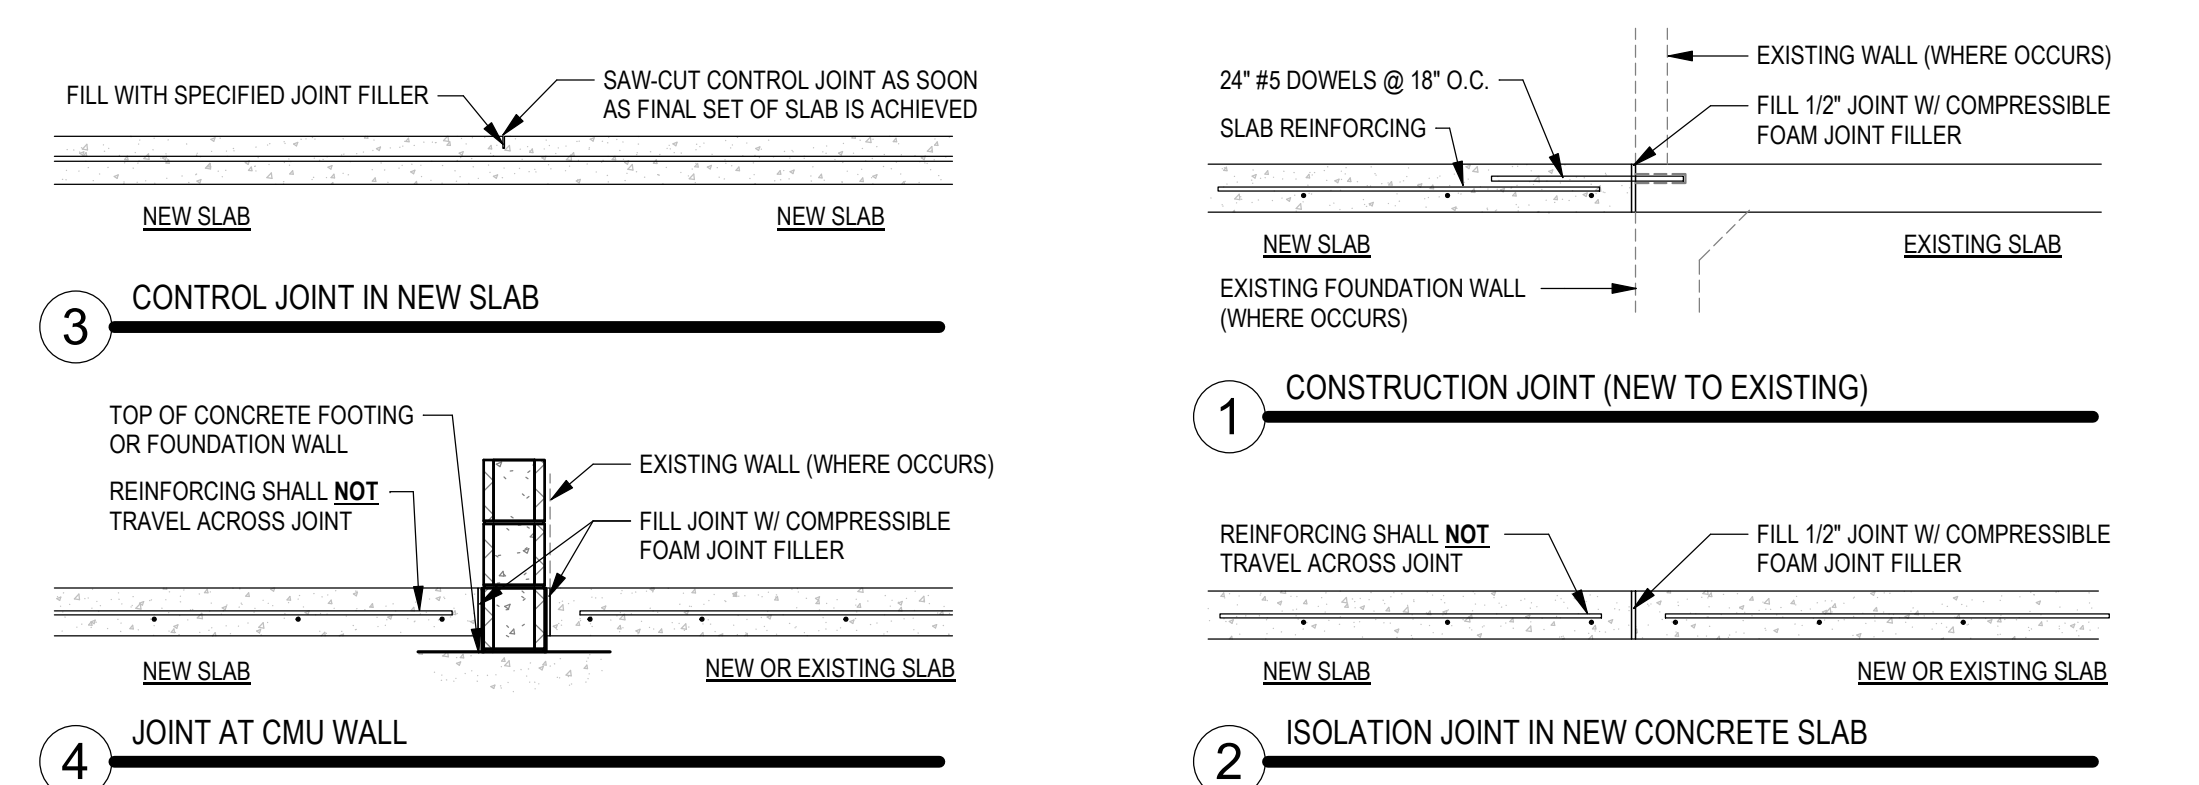 FILL WITH SPECIFIED JOINT FILLER
SAW-CUT CONTROL JOINT AS SOON
AS FINAL SET OF SLAB IS ACHIEVED
NEW SLAB
NEW SLAB
3
CONTROL JOINT IN NEW SLAB
24" #5 DOWELS @ 18" O.C.
SLAB REINFORCING
EXISTING WALL (WHERE OCCURS)
FILL 1/2" JOINT W/ COMPRESSIBLE
FOAM JOINT FILLER
NEW SLAB
EXISTING SLAB
EXISTING FOUNDATION WALL
(WHERE OCCURS)
1
CONSTRUCTION JOINT (NEW TO EXISTING)
TOP OF CONCRETE FOOTING
OR FOUNDATION WALL
REINFORCING SHALL NOT
TRAVEL ACROSS JOINT
EXISTING WALL (WHERE OCCURS)
FILL JOINT W/ COMPRESSIBLE
FOAM JOINT FILLER
NEW SLAB
NEW OR EXISTING SLAB
4
JOINT AT CMU WALL
REINFORCING SHALL NOT
TRAVEL ACROSS JOINT
FILL 1/2" JOINT W/ COMPRESSIBLE
FOAM JOINT FILLER
NEW SLAB
NEW OR EXISTING SLAB
2
ISOLATION JOINT IN NEW CONCRETE SLAB